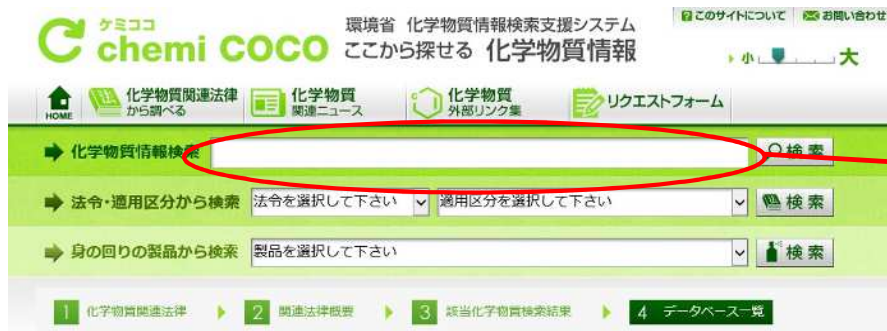 ケミココ
chemi COCO
環境省 化学物質情報検索支援システム
ここから探せる 化学物質情報
このサイトについて
お問い合わせ
小
大
HOME
化学物質関連法律
から調べる
化学物質
関連ニュース
化学物質
外部リンク集
リクエストフォーム
化学物質情報検索
検索
法令・適用区分から検索
法令を選択して下さい
適用区分を選択して下さい
検索
身の回りの製品から検索
製品を選択して下さい
検索
1 化学物質関連法律
2 関連法律概要
3 該当化学物質検索結果
4 データベース一覧